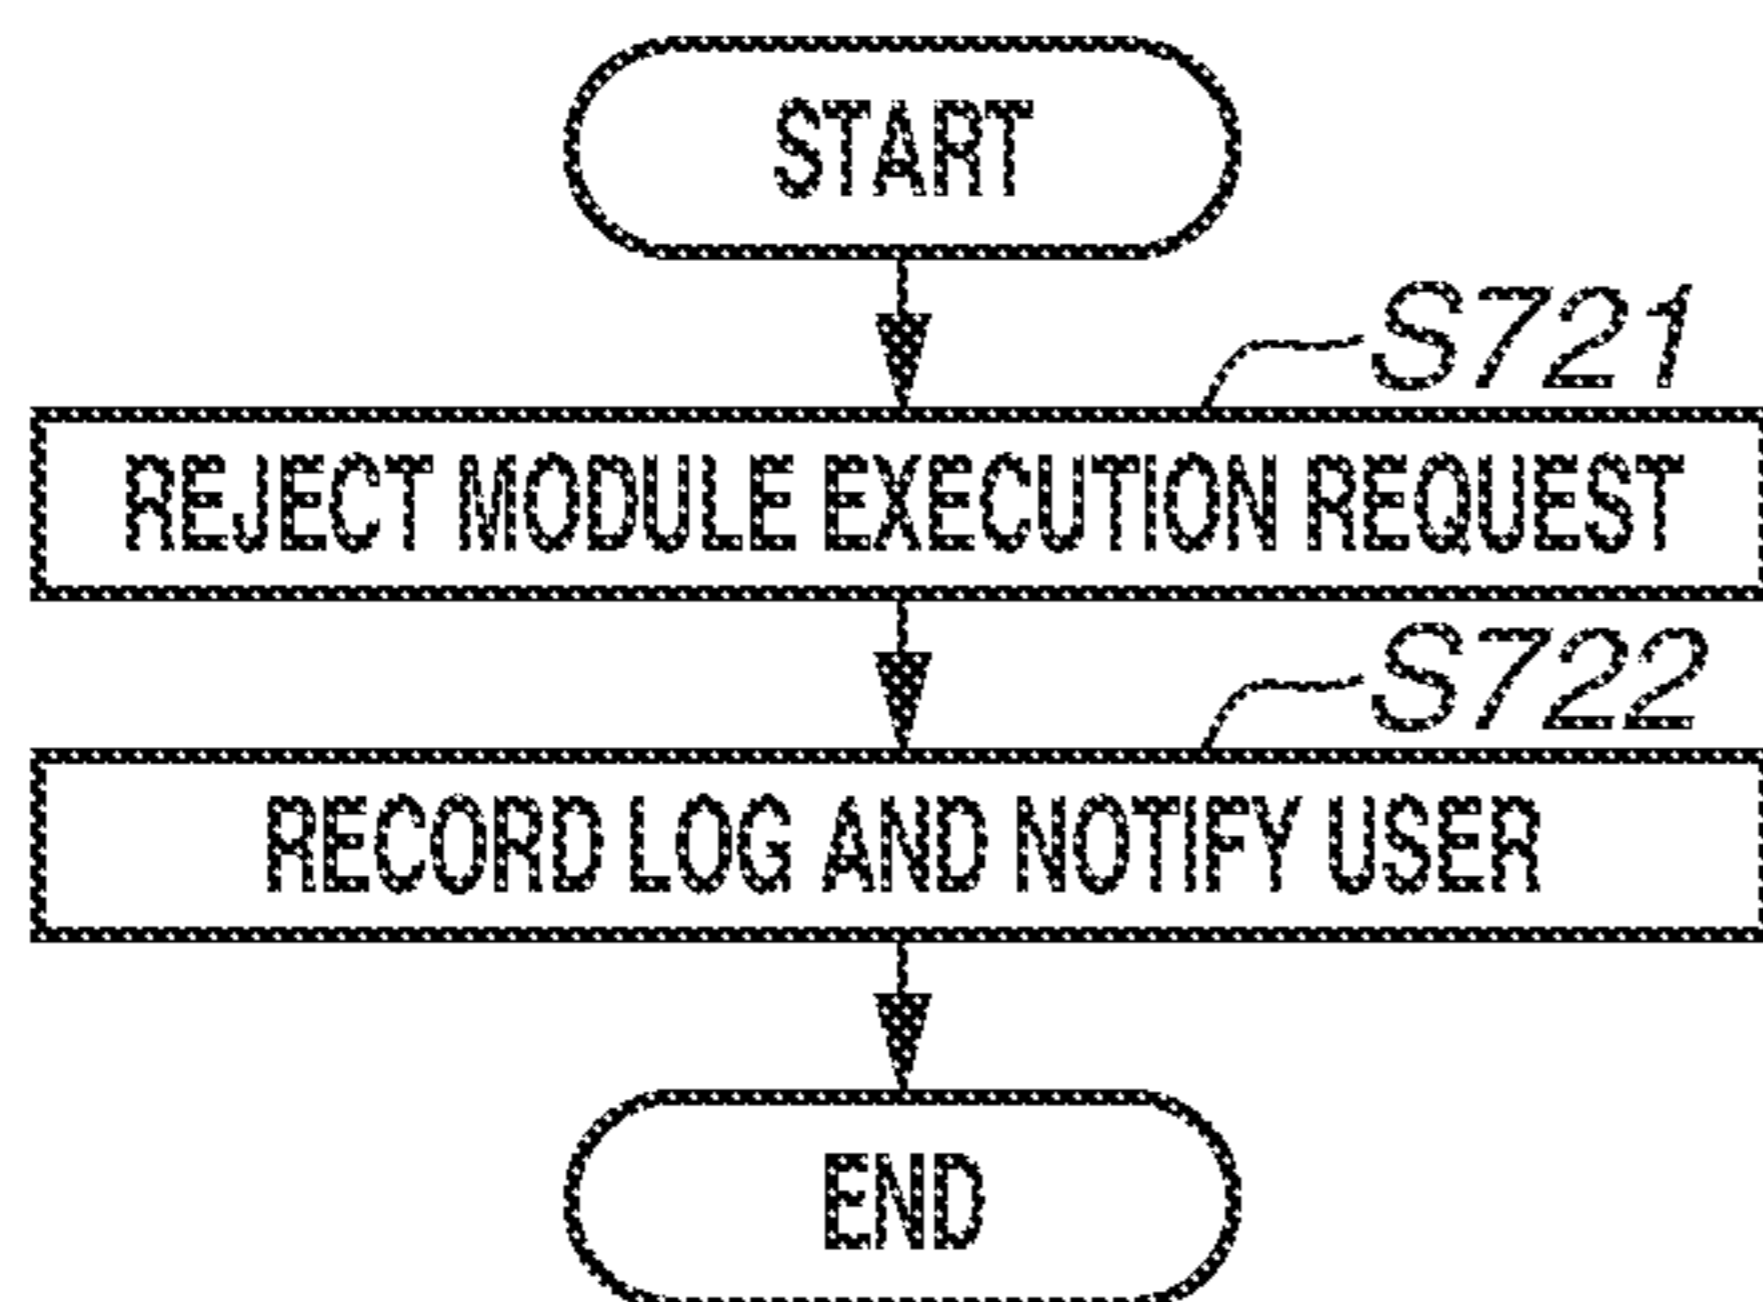 START
S721
REJECT MODULE EXECUTION REQUEST
S722
RECORD LOG AND NOTIFY USER
END